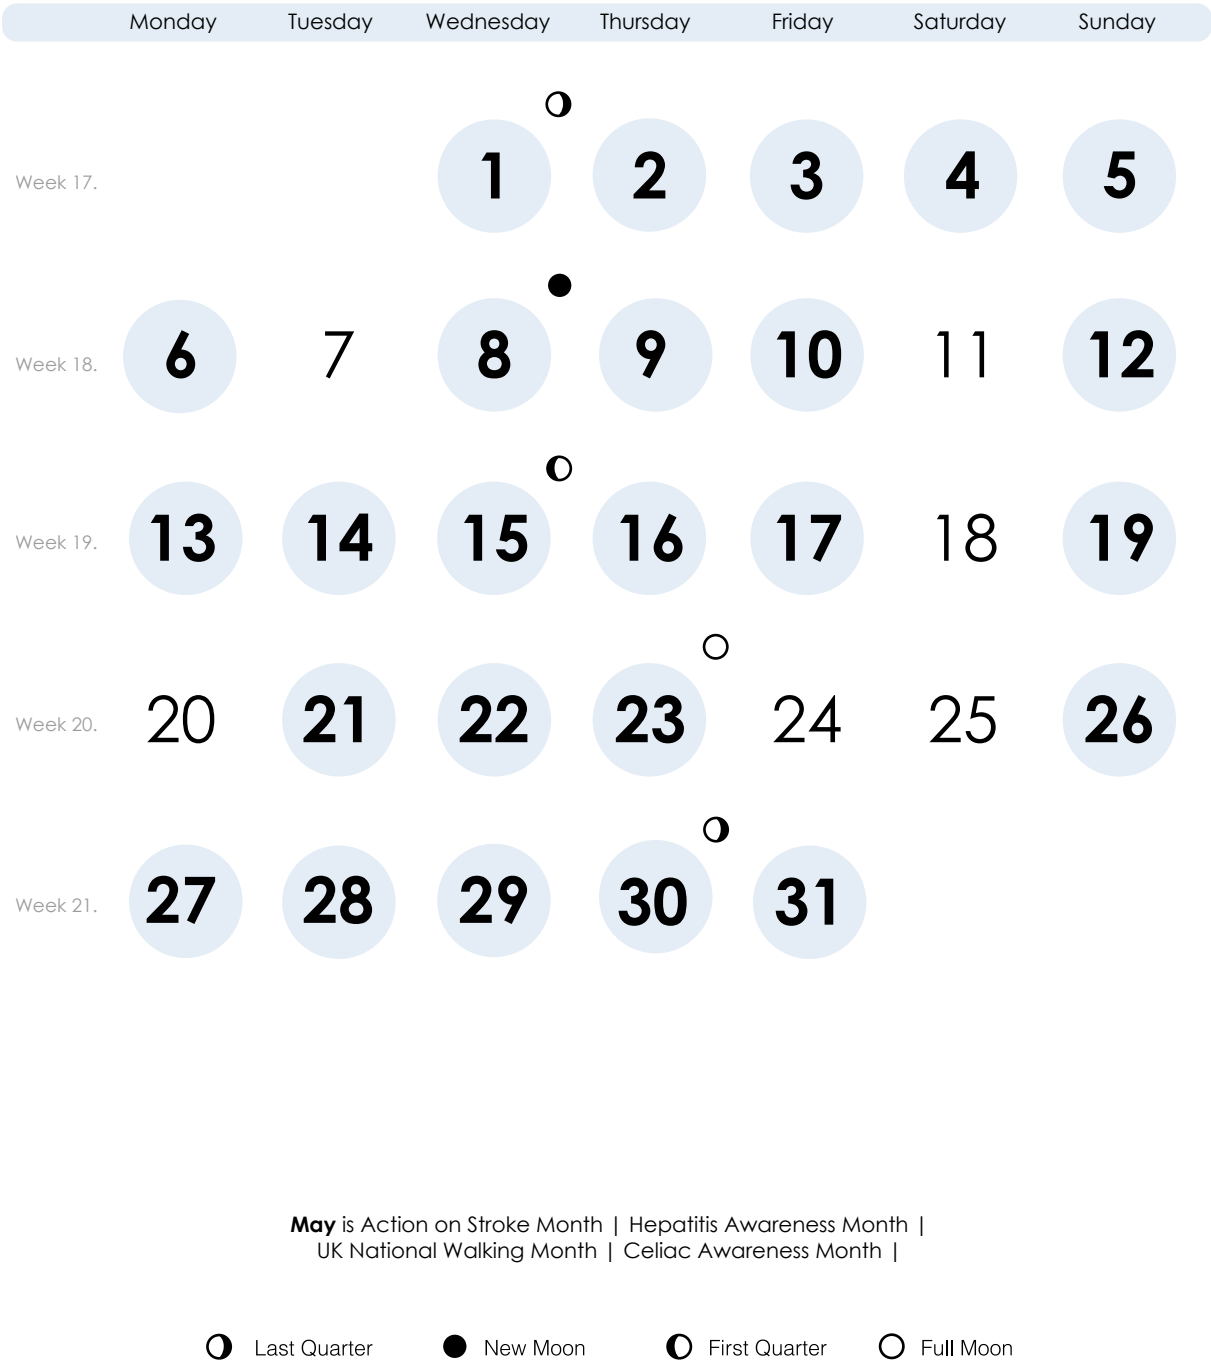 Monday Tuesday Wednesday Thursday Friday Saturday Sunday
Week 17. 1 2 3 4 5
Week 18. 6 7 8 9 10 11 12
Week 19. 13 14 15 16 17 18 19
Week 20. 20 21 22 23 24 25 26
Week 21. 27 28 29 30 31
May is Action on Stroke Month | Hepatitis Awareness Month |
UK National Walking Month | Celiac Awareness Month |
Last Quarter New Moon First Quarter Full Moon